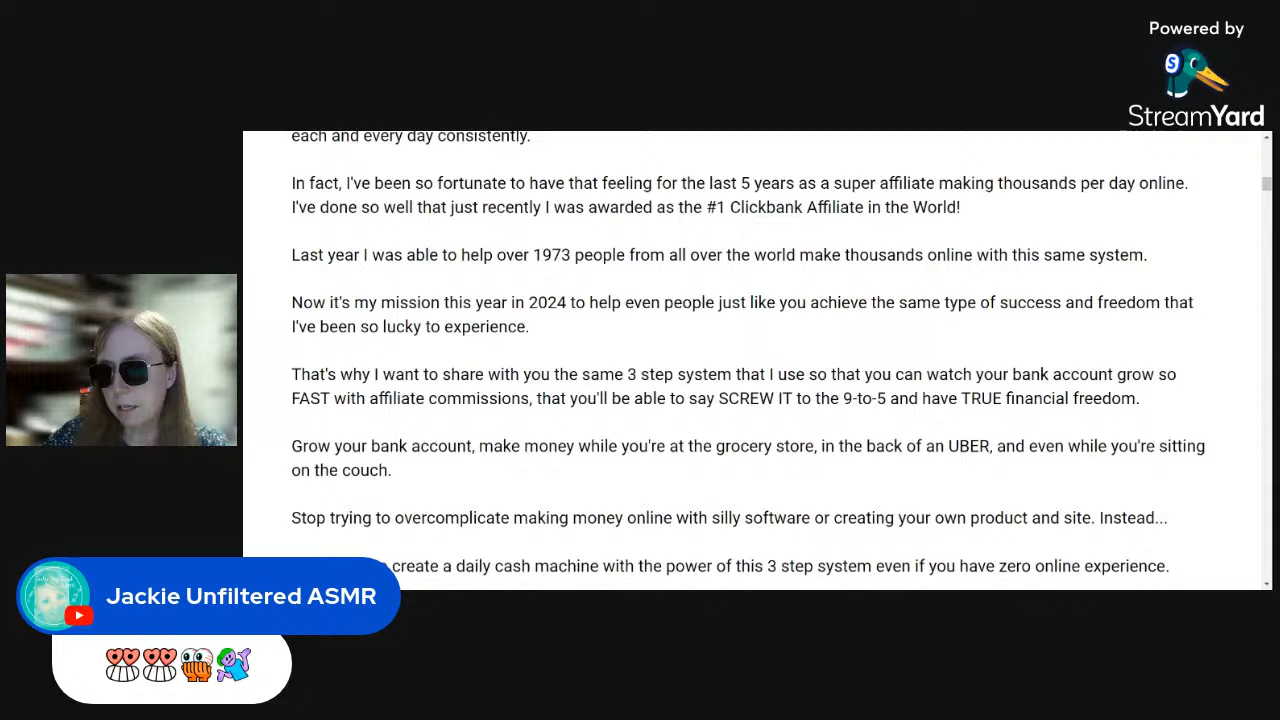 Powered by
StreamYard
each and every day consistently.
In fact, I've been so fortunate to have that feeling for the last 5 years as a super affiliate making thousands per day online.
I've done so well that just recently I was awarded as the #1 Clickbank Affiliate in the World!
Last year I was able to help over 1973 people from all over the world make thousands online with this same system.
Now it's my mission this year in 2024 to help even people just like you achieve the same type of success and freedom that
I've been so lucky to experience.
That's why I want to share with you the same 3 step system that I use so that you can watch your bank account grow so
FAST with affiliate commissions, that you'll be able to say SCREW IT to the 9-to-5 and have TRUE financial freedom.
Grow your bank account, make money while you're at the grocery store, in the back of an UBER, and even while you're sitting
on the couch.
Stop trying to overcomplicate making money online with silly software or creating your own product and site. Instead...
create a daily cash machine with the power of this 3 step system even if you have zero online experience.
Jackie Unfiltered ASMR